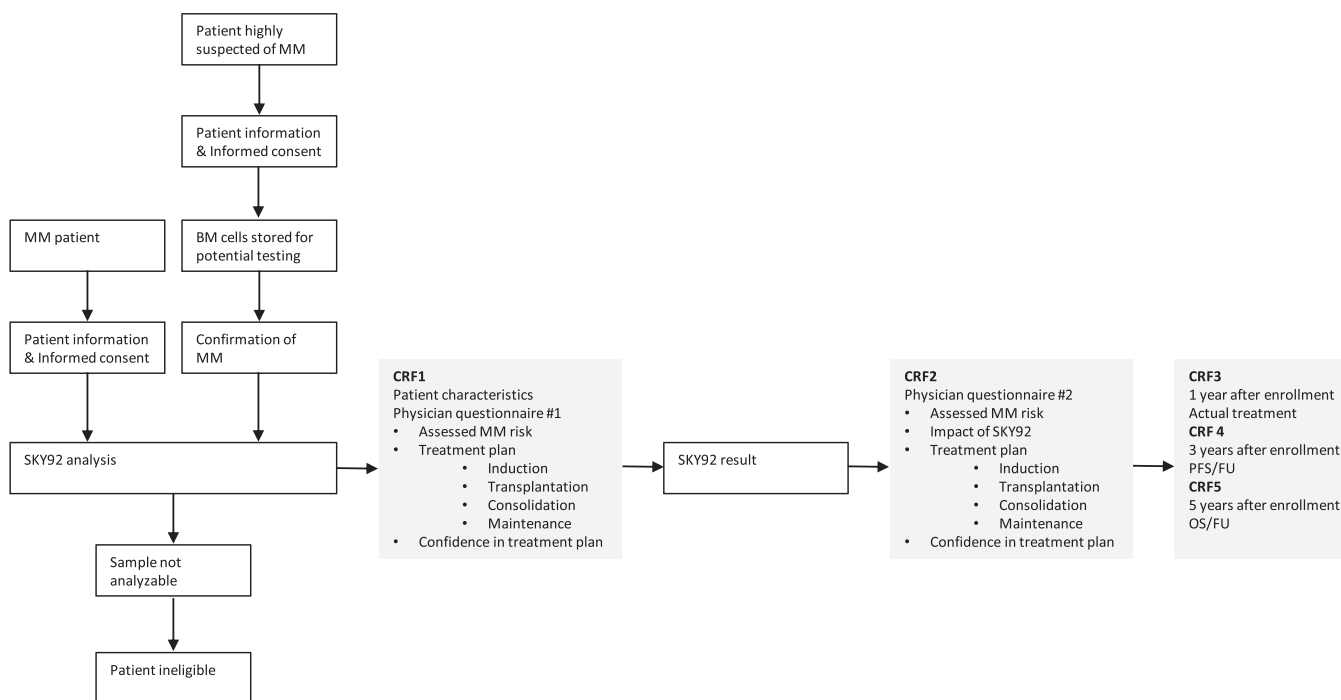 Patient highly
suspected of MM
Patient information
& Informed consent
MM patient
BM cells stored for
potential testing
Patient information
& Informed consent
Confirmation of
MM
SKY92 analysis
Sample not
analyzable
Patient ineligible
CRF1
Patient characteristics
Physician questionnaire #1
• Assessed MM risk
• Treatment plan
• Induction
• Transplantation
• Consolidation
• Maintenance
• Confidence in treatment plan
SKY92 result
CRF2
Physician questionnaire #2
• Assessed MM risk
• Impact of SKY92
• Treatment plan
• Induction
• Transplantation
• Consolidation
• Maintenance
• Confidence in treatment plan
CRF3
1 year after enrollment
Actual treatment
CRF 4
3 years after enrollment
PFS/FU
CRF5
5 years after enrollment
OS/FU